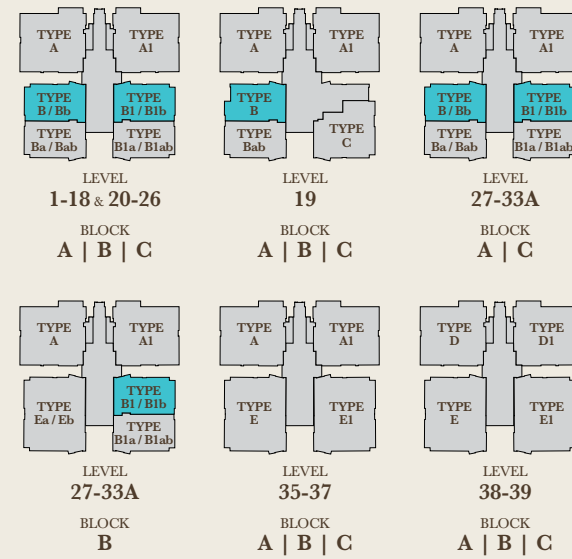 TYPE
A
TYPE
A1
TYPE
B / Bb
TYPE
B1 / B1b
TYPE
Ba / Bab
TYPE
B1a / B1ab
LEVEL
1-18 & 20-26
BLOCK
A | B | C
TYPE
A
TYPE
A1
TYPE
B
TYPE
Bab
TYPE
C
LEVEL
19
BLOCK
A | B | C
TYPE
A
TYPE
A1
TYPE
B / Bb
TYPE
B1 / B1b
TYPE
Ba / Bab
TYPE
B1a / B1ab
LEVEL
27-33A
BLOCK
A | C
TYPE
A
TYPE
A1
TYPE
Ea / Eb
TYPE
B1 / B1b
TYPE
B1a / B1ab
LEVEL
27-33A
BLOCK
B
TYPE
A
TYPE
A1
TYPE
E
TYPE
E1
LEVEL
35-37
BLOCK
A | B | C
TYPE
D
TYPE
D1
TYPE
E
TYPE
E1
LEVEL
38-39
BLOCK
A | B | C